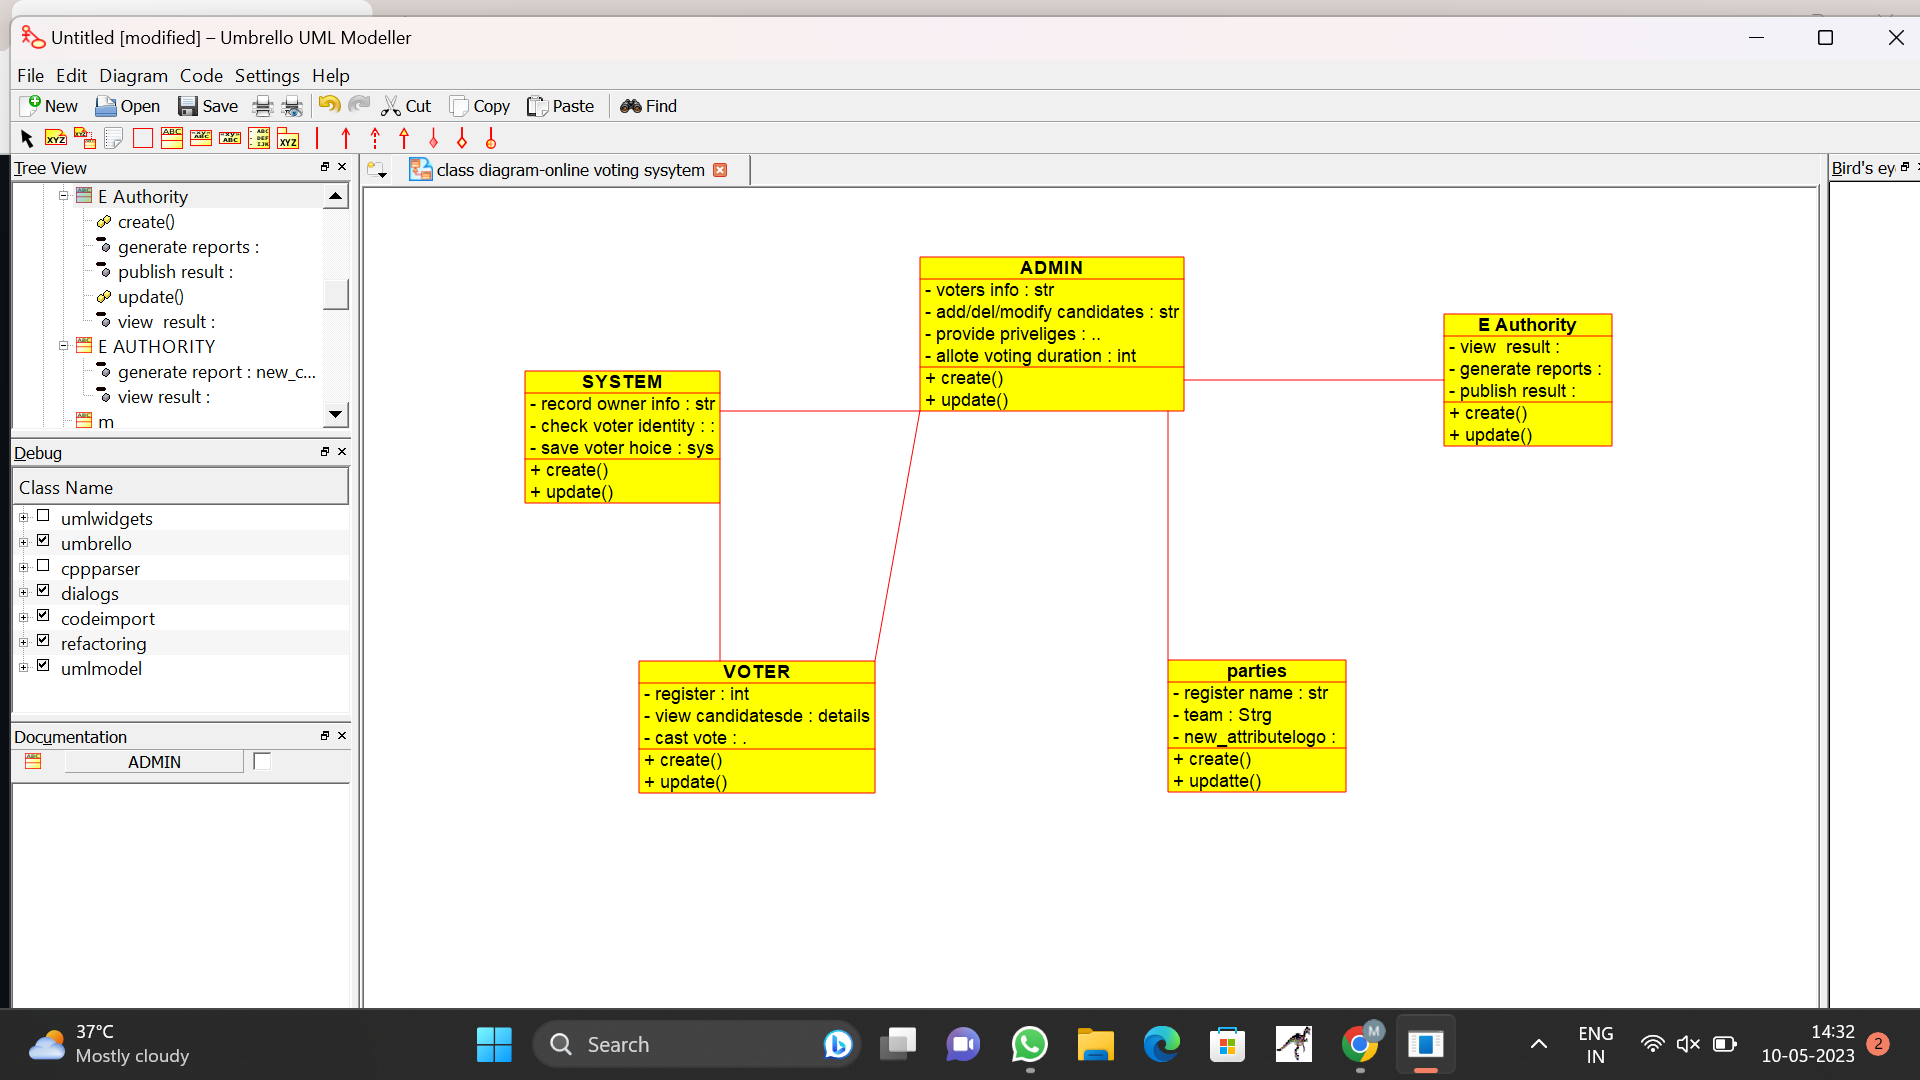 Untitled [modified] – Umbrello UML Modeller
File Edit Diagram Code Settings Help
New Open Save Cut Copy Paste Find
Tree View
class diagram-online voting sysytem
Bird's ey
E Authority
create()
generate reports :
publish result :
update()
view  result :
E AUTHORITY
generate report : new_c...
view result :
m
Debug
Class Name
umlwidgets
umbrello
cppparser
dialogs
codeimport
refactoring
umlmodel
Documentation
ADMIN
ADMIN
- voters info : str
- add/del/modify candidates : str
- provide priveliges : ..
- allote voting duration : int
+ create()
+ update()
E Authority
- view  result :
- generate reports :
- publish result :
+ create()
+ update()
SYSTEM
- record owner info : str
- check voter identity : :
- save voter hoice : sys
+ create()
+ update()
VOTER
- register : int
- view candidatesde : details
- cast vote : .
+ create()
+ update()
parties
- register name : str
- team : Strg
- new_attributelogo :
+ create()
+ updatte()
37°C
Mostly cloudy
Search
M
ENG
IN
14:32
10-05-2023
2